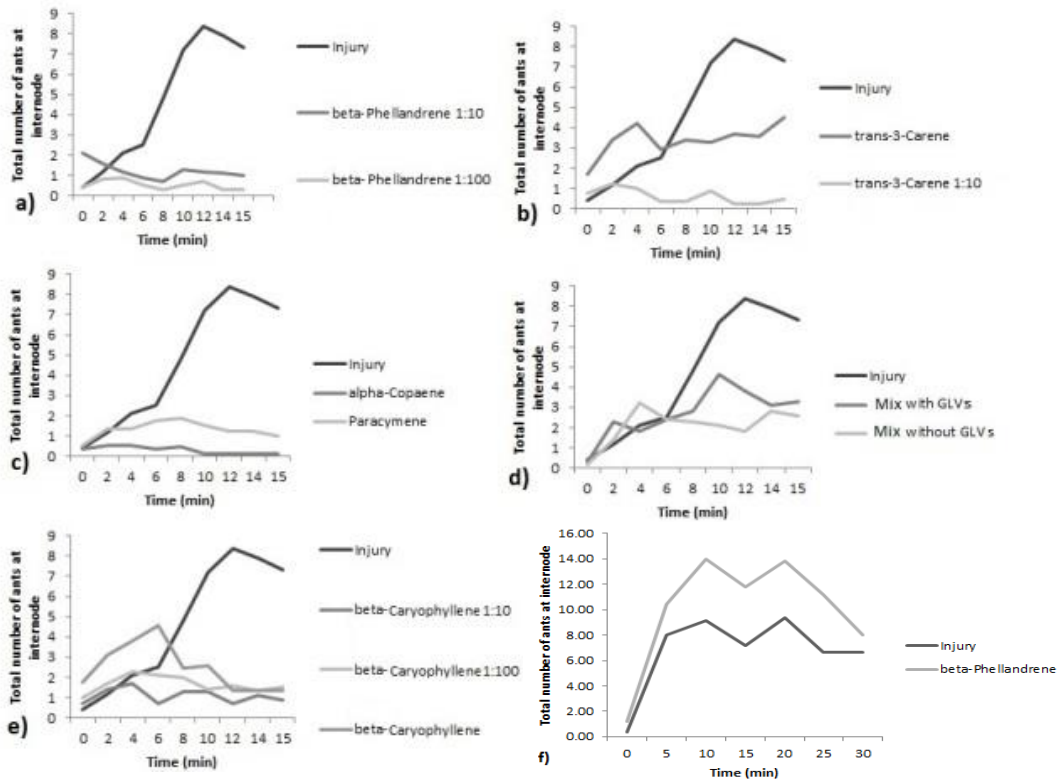 9
8
7
6
5
4
3
2
1
0
Total number of ants at
internode
0 2 4 6 8 10 12 14 15
Time (min)
Injury
beta-Phellandrene 1:10
beta-Phellandrene 1:100
a)
9
8
7
6
5
4
3
2
1
0
Total number of ants at
internode
0 2 4 6 8 10 12 14 15
Time (min)
Injury
trans-3-Carene
trans-3-Carene 1:10
b)
9
8
7
6
5
4
3
2
1
0
Total number of ants at
internode
0 2 4 6 8 10 12 14 15
Time (min)
Injury
alpha-Copaene
Paracymene
c)
9
8
7
6
5
4
3
2
1
0
Total number of ants at
internode
0 2 4 6 8 10 12 14 15
Time (min)
Injury
Mix with GLVs
Mix without GLVs
d)
9
8
7
6
5
4
3
2
1
0
Total number of ants at
internode
0 2 4 6 8 10 12 14 15
Time (min)
Injury
beta-Caryophyllene 1:10
beta-Caryophyllene 1:100
beta-Caryophyllene
e)
16.00
14.00
12.00
10.00
8.00
6.00
4.00
2.00
0.00
Total number of ants at internode
0 5 10 15 20 25 30
Time (min)
Injury
beta-Phellandrene
f)